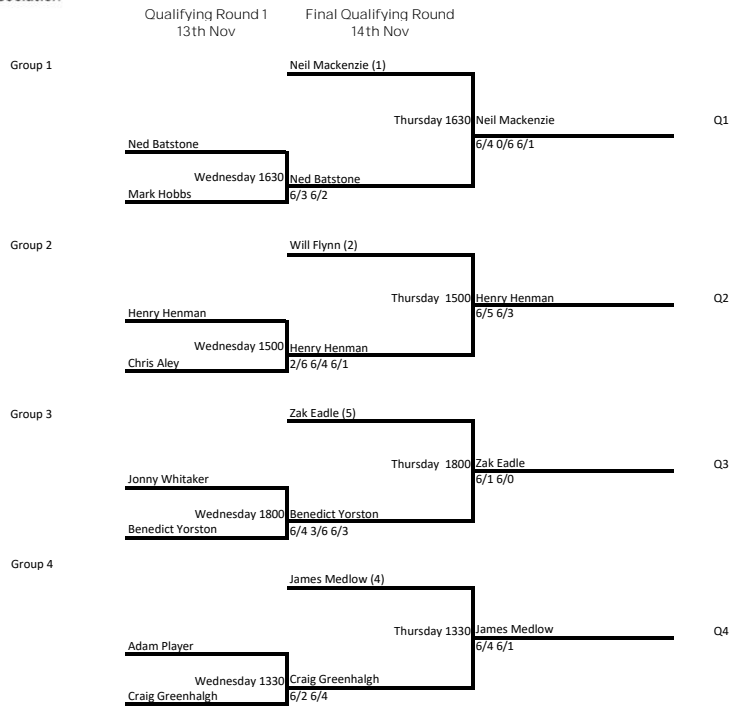 Qualifying Round 1 Final Qualifying Round
13th Nov 14th Nov
Group 1 Neil Mackenzie (1)
Thursday 1630 Neil Mackenzie Q1
6/4 0/6 6/1
Ned Batstone
Wednesday 1630 Ned Batstone
Mark Hobbs 6/3 6/2
Group 2 Will Flynn (2)
Thursday 1500 Henry Henman Q2
6/5 6/3
Henry Henman
Wednesday 1500 Henry Henman
Chris Aley 2/6 6/4 6/1
Group 3 Zak Eadle (5)
Thursday 1800 Zak Eadle Q3
6/1 6/0
Jonny Whitaker
Wednesday 1800 Benedict Yorston
Benedict Yorston 6/4 3/6 6/3
Group 4
James Medlow (4)
Thursday 1330 James Medlow Q4
6/4 6/1
Adam Player
Wednesday 1330 Craig Greenhalgh
Craig Greenhalgh 6/2 6/4